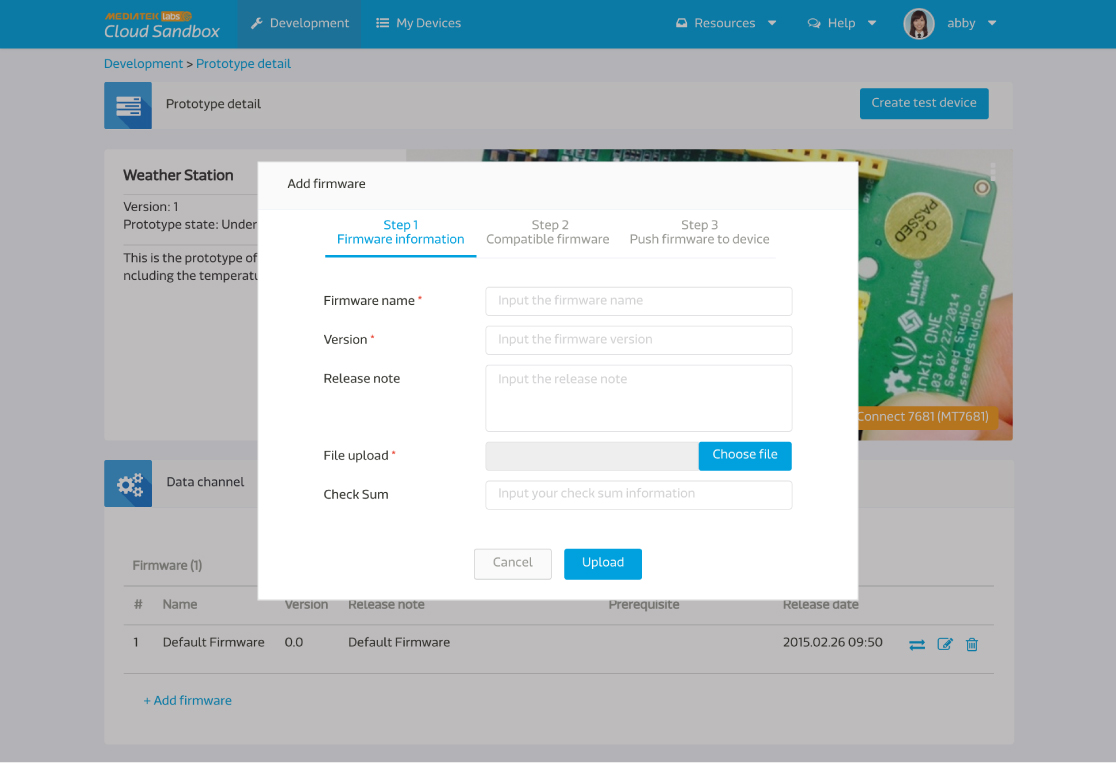 MEDIATEK labs
Cloud Sandbox
Development
My Devices
Resources
Help
abby
Development > Prototype detail
Prototype detail
Create test device
Weather Station
Version: 1
Prototype state: Under
This is the prototype of
ncluding the temperatu
Add firmware
Step 1
Firmware information
Step 2
Compatible firmware
Step 3
Push firmware to device
Firmware name *
Input the firmware name
Version *
Input the firmware version
Release note
Input the release note
File upload *
Choose file
Check Sum
Input your check sum information
Cancel
Upload
Q.C
PASSED
LinkIt
LinkIt ONE
.03 07/22/2014
Seeed Studio
w.seeedstudio.com
Connect 7681 (MT7681)
Data channel
Firmware (1)
# Name Version Release note Prerequisite Release date
1 Default Firmware 0.0 Default Firmware 2015.02.26 09:50
+ Add firmware